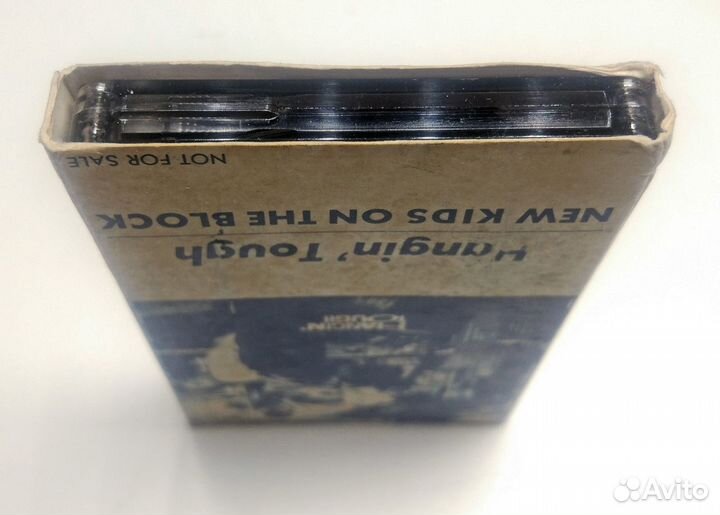 NOT FOR SALE
NEW KIDS ON THE BLOCK
Hangin' Tough
HANGIN'
TOUGH
Avito